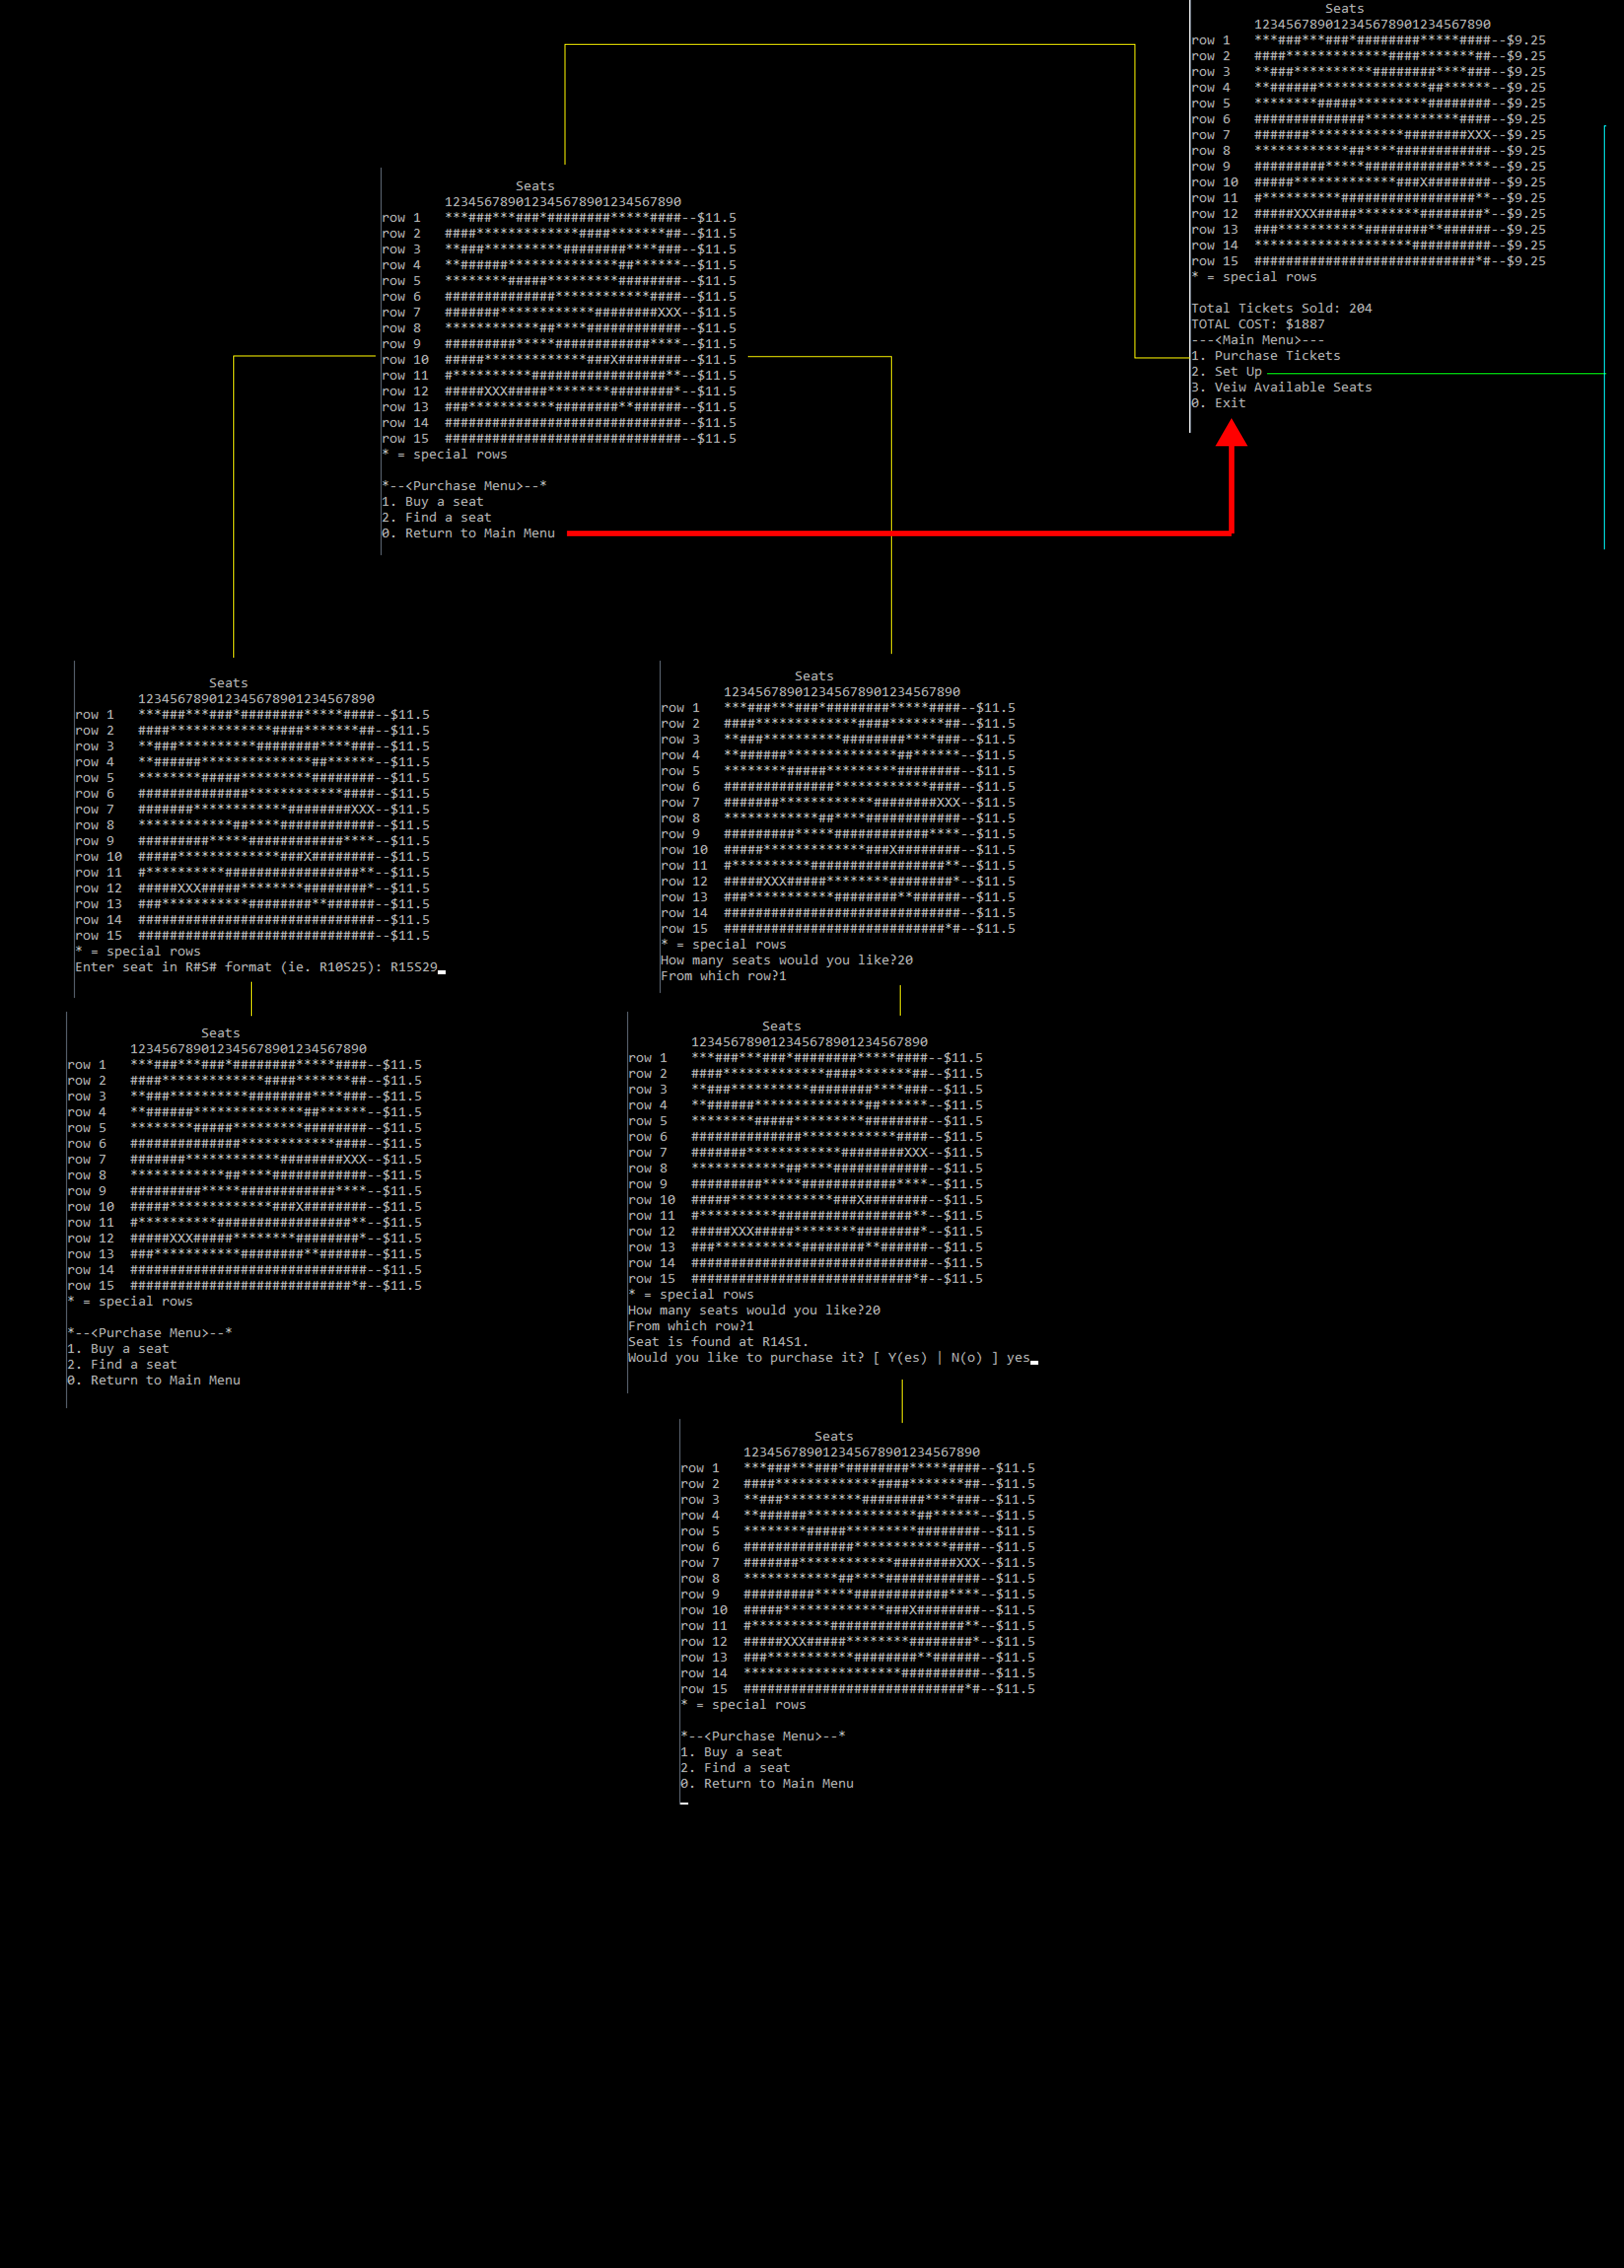 Seats
123456789012345678901234567890
row 1 ***###***###*########*****####--$9.25
row 2 ####*************####*******##--$9.25
row 3 **###**********########****###--$9.25
row 4 **######**************##******--$9.25
row 5 ********#####*********########--$9.25
row 6 ##############************####--$9.25
row 7 #######************########XXX--$9.25
row 8 ************##****############--$9.25
row 9 #########*****############****--$9.25
row 10 #####*************###X########--$9.25
row 11 #**********#################**--$9.25
row 12 #####XXX#####********########*--$9.25
row 13 ###***********########**######--$9.25
row 14 ********************##########--$9.25
row 15 ############################*#--$9.25
* = special rows
Total Tickets Sold: 204
TOTAL COST: $1887
---<Main Menu>---
1. Purchase Tickets
2. Set Up
3. Veiw Available Seats
0. Exit
Seats
123456789012345678901234567890
row 1 ***###***###*########*****####--$11.5
row 2 ####*************####*******##--$11.5
row 3 **###**********########****###--$11.5
row 4 **######**************##******--$11.5
row 5 ********#####*********########--$11.5
row 6 ##############************####--$11.5
row 7 #######************########XXX--$11.5
row 8 ************##****############--$11.5
row 9 #########*****############****--$11.5
row 10 #####*************###X########--$11.5
row 11 #**********#################**--$11.5
row 12 #####XXX#####********########*--$11.5
row 13 ###***********########**######--$11.5
row 14 ##############################--$11.5
row 15 ##############################--$11.5
* = special rows
*--<Purchase Menu>--*
1. Buy a seat
2. Find a seat
0. Return to Main Menu
Seats
123456789012345678901234567890
row 1 ***###***###*########*****####--$11.5
row 2 ####*************####*******##--$11.5
row 3 **###**********########****###--$11.5
row 4 **######**************##******--$11.5
row 5 ********#####*********########--$11.5
row 6 ##############************####--$11.5
row 7 #######************########XXX--$11.5
row 8 ************##****############--$11.5
row 9 #########*****############****--$11.5
row 10 #####*************###X########--$11.5
row 11 #**********#################**--$11.5
row 12 #####XXX#####********########*--$11.5
row 13 ###***********########**######--$11.5
row 14 ##############################--$11.5
row 15 ##############################--$11.5
* = special rows
Enter seat in R#S# format (ie. R10S25): R15S29
Seats
123456789012345678901234567890
row 1 ***###***###*########*****####--$11.5
row 2 ####*************####*******##--$11.5
row 3 **###**********########****###--$11.5
row 4 **######**************##******--$11.5
row 5 ********#####*********########--$11.5
row 6 ##############************####--$11.5
row 7 #######************########XXX--$11.5
row 8 ************##****############--$11.5
row 9 #########*****############****--$11.5
row 10 #####*************###X########--$11.5
row 11 #**********#################**--$11.5
row 12 #####XXX#####********########*--$11.5
row 13 ###***********########**######--$11.5
row 14 ##############################--$11.5
row 15 ############################*#--$11.5
* = special rows
*--<Purchase Menu>--*
1. Buy a seat
2. Find a seat
0. Return to Main Menu
Seats
123456789012345678901234567890
row 1 ***###***###*########*****####--$11.5
row 2 ####*************####*******##--$11.5
row 3 **###**********########****###--$11.5
row 4 **######**************##******--$11.5
row 5 ********#####*********########--$11.5
row 6 ##############************####--$11.5
row 7 #######************########XXX--$11.5
row 8 ************##****############--$11.5
row 9 #########*****############****--$11.5
row 10 #####*************###X########--$11.5
row 11 #**********#################**--$11.5
row 12 #####XXX#####********########*--$11.5
row 13 ###***********########**######--$11.5
row 14 ##############################--$11.5
row 15 ############################*#--$11.5
* = special rows
How many seats would you like?20
From which row?1
Seats
123456789012345678901234567890
row 1 ***###***###*########*****####--$11.5
row 2 ####*************####*******##--$11.5
row 3 **###**********########****###--$11.5
row 4 **######**************##******--$11.5
row 5 ********#####*********########--$11.5
row 6 ##############************####--$11.5
row 7 #######************########XXX--$11.5
row 8 ************##****############--$11.5
row 9 #########*****############****--$11.5
row 10 #####*************###X########--$11.5
row 11 #**********#################**--$11.5
row 12 #####XXX#####********########*--$11.5
row 13 ###***********########**######--$11.5
row 14 ##############################--$11.5
row 15 ############################*#--$11.5
* = special rows
How many seats would you like?20
From which row?1
Seat is found at R14S1.
Would you like to purchase it? [ Y(es) | N(o) ] yes
Seats
123456789012345678901234567890
row 1 ***###***###*########*****####--$11.5
row 2 ####*************####*******##--$11.5
row 3 **###**********########****###--$11.5
row 4 **######**************##******--$11.5
row 5 ********#####*********########--$11.5
row 6 ##############************####--$11.5
row 7 #######************########XXX--$11.5
row 8 ************##****############--$11.5
row 9 #########*****############****--$11.5
row 10 #####*************###X########--$11.5
row 11 #**********#################**--$11.5
row 12 #####XXX#####********########*--$11.5
row 13 ###***********########**######--$11.5
row 14 ********************##########--$11.5
row 15 ############################*#--$11.5
* = special rows
*--<Purchase Menu>--*
1. Buy a seat
2. Find a seat
0. Return to Main Menu